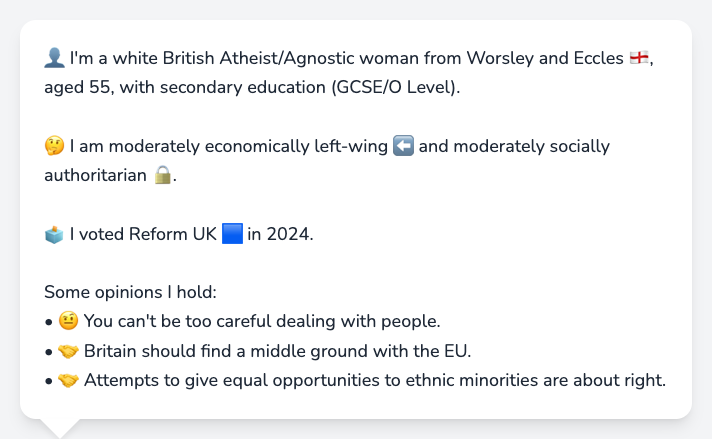 👤 I'm a white British Atheist/Agnostic woman from Worsley and Eccles 🏴󠁧󠁢󠁥󠁮󠁧󠁿,
aged 55, with secondary education (GCSE/O Level).
🤔 I am moderately economically left-wing ⬅️ and moderately socially
authoritarian 🔒.
🗳️ I voted Reform UK 🟦 in 2024.
Some opinions I hold:
• 🤨 You can't be too careful dealing with people.
• 🤝 Britain should find a middle ground with the EU.
• 🤝 Attempts to give equal opportunities to ethnic minorities are about right.